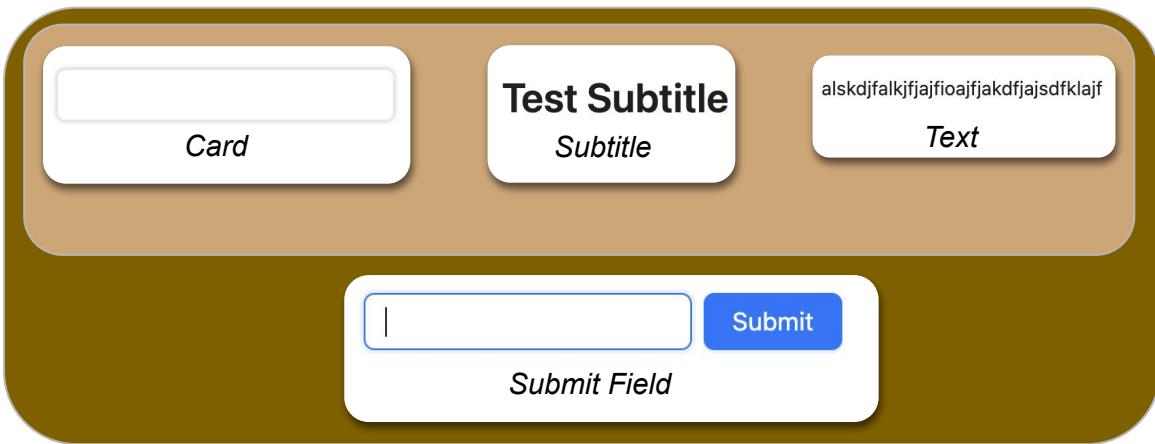 Card
Test Subtitle
Subtitle
alskdjfalkjfjajfioajfjakdfjajsdfklajf
Text
Submit
Submit Field